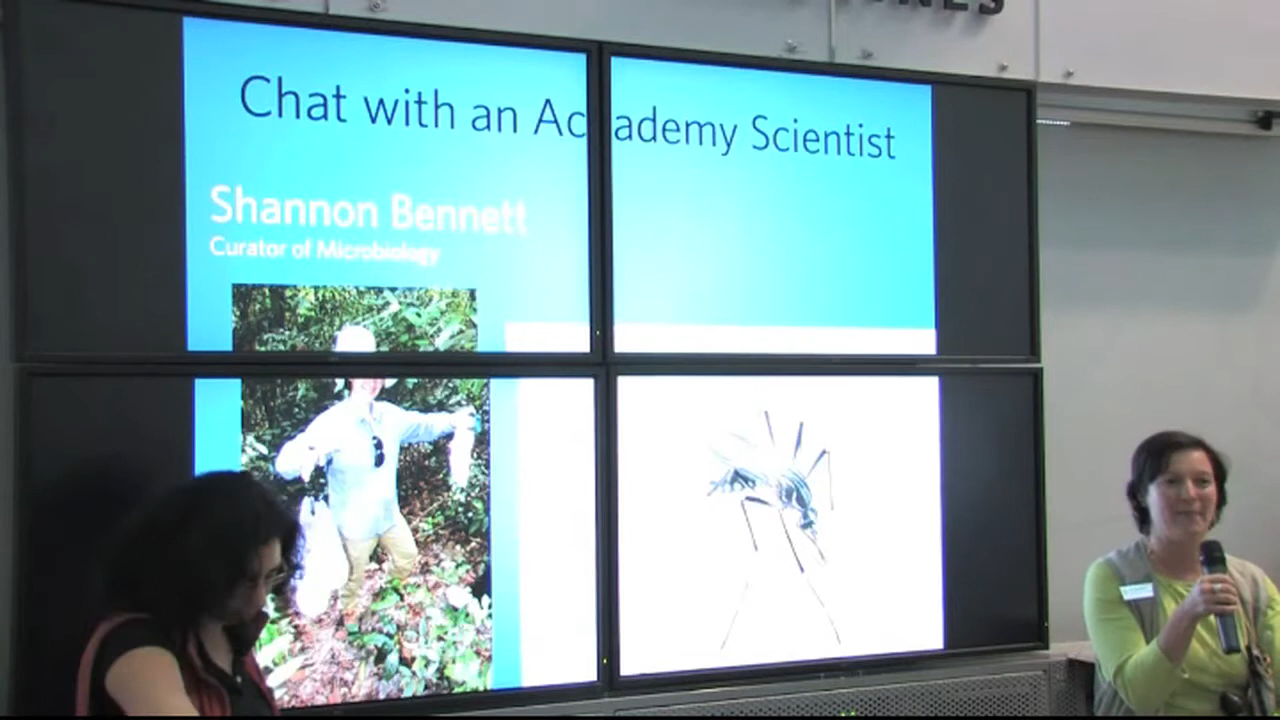 Chat with an Academy Scientist
Shannon Bennett
Curator of Microbiology